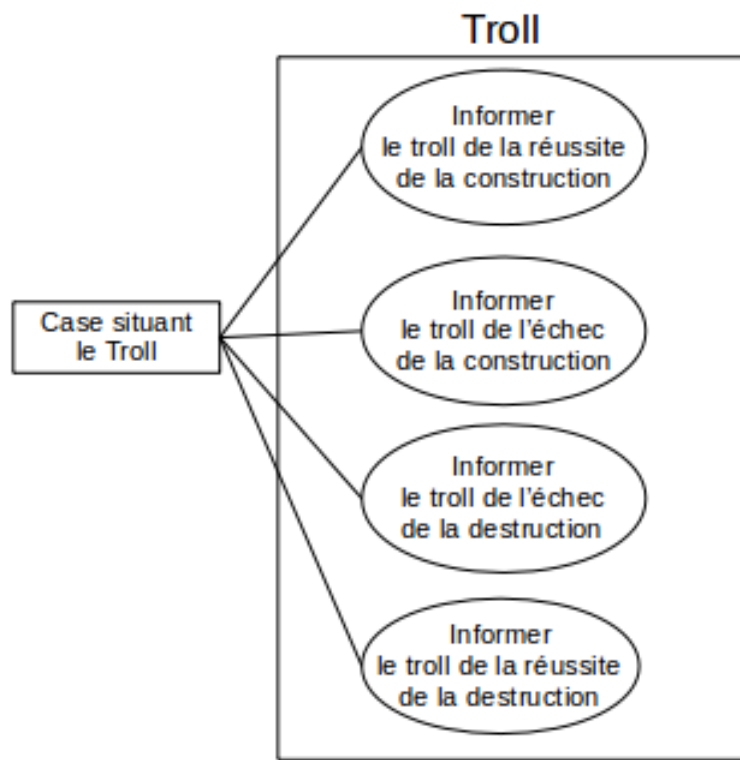 Troll
Informer
le troll de la réussite
de la construction
Informer
le troll de l'échec
de la construction
Case situant
le Troll
Informer
le troll de l'échec
de la destruction
Informer
le troll de la réussite
de la destruction